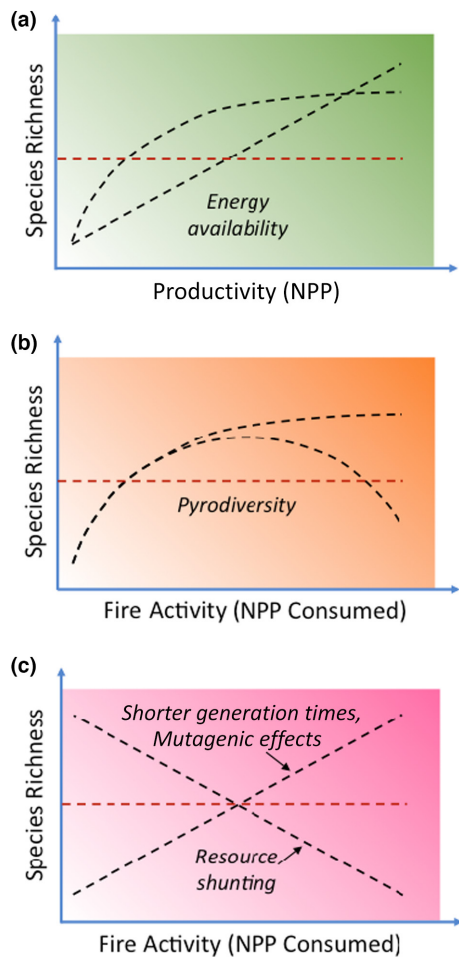 (a)
Species Richness
Energy
availability
Productivity (NPP)
(b)
Species Richness
Pyrodiversity
Fire Activity (NPP Consumed)
(c)
Species Richness
Shorter generation times,
Mutagenic effects
Resource
shunting
Fire Activity (NPP Consumed)